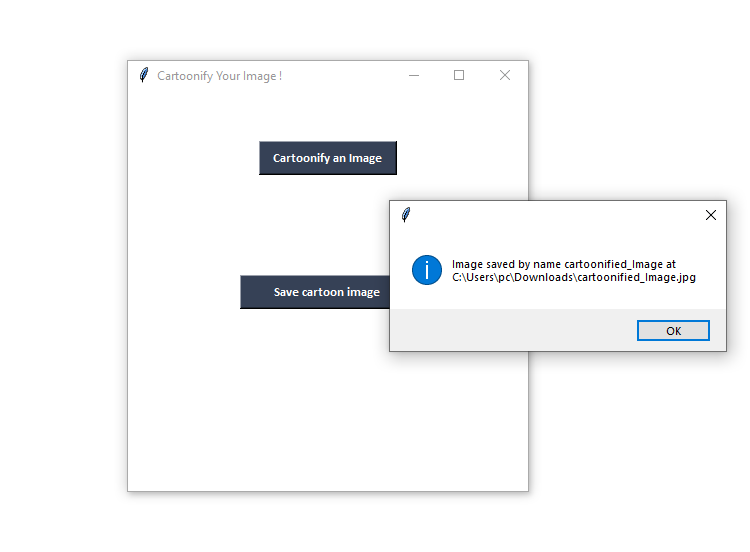 Cartoonify Your Image !
Cartoonify an Image
Save cartoon image
Image saved by name cartoonified_Image at
C:\Users\pc\Downloads\cartoonified_Image.jpg
OK